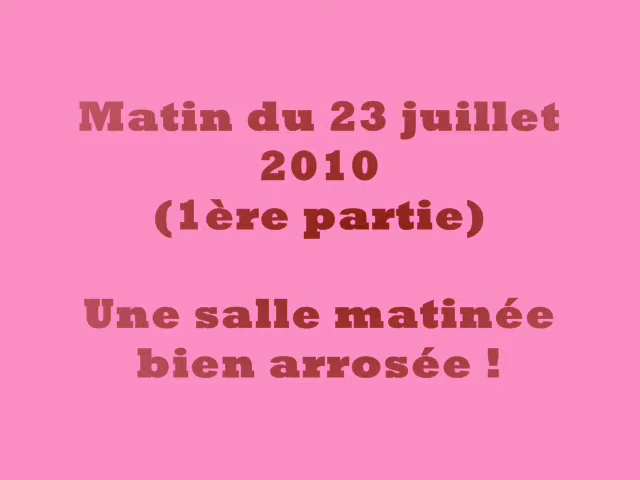 Matin du 23 juillet
2010
(1ère partie)
Une salle matinée
bien arrosée !